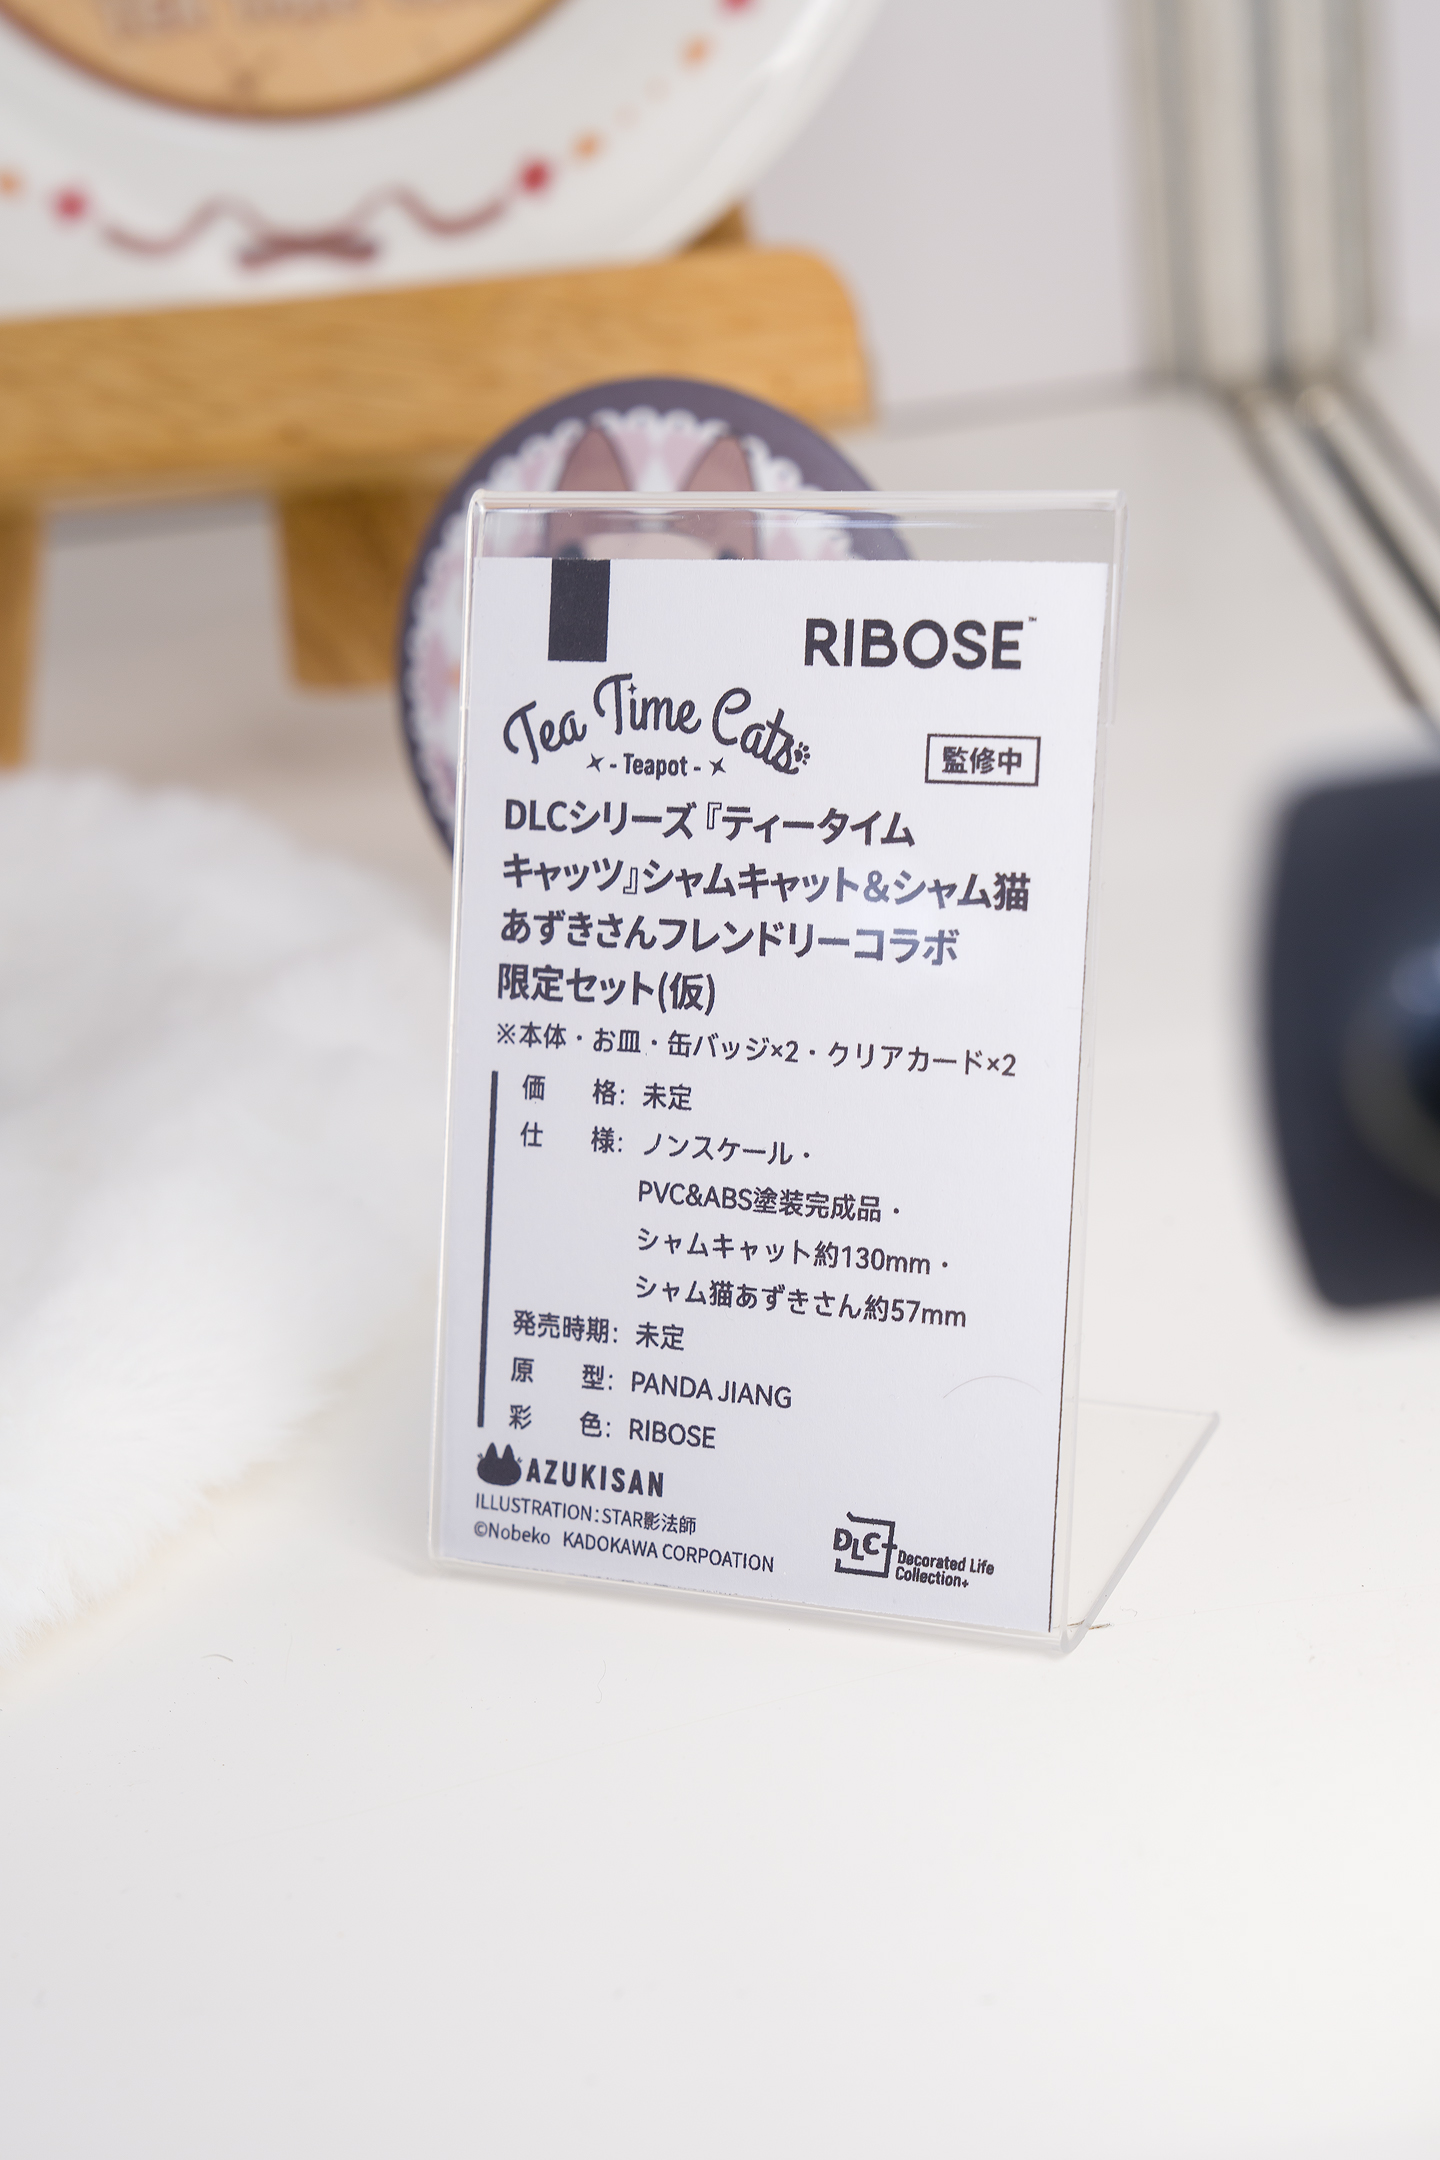 RIBOSE™
Tea Time Cats
- Teapot -
監修中
DLCシリーズ『ティータイム
キャッツ』シャムキャット&シャム猫
あずきさんフレンドリーコラボ
限定セット(仮)
※本体・お皿・缶バッジ×2・クリアカード×2
価格: 未定
仕様: ノンスケール・
PVC&ABS塗装完成品・
シャムキャット約130mm・
シャム猫あずきさん約57mm
発売時期: 未定
原型: PANDA JIANG
彩色: RIBOSE
AZUKISAN
ILLUSTRATION:STAR影法師
©Nobeko KADOKAWA CORPOATION
DLC+
Decorated Life
Collection+